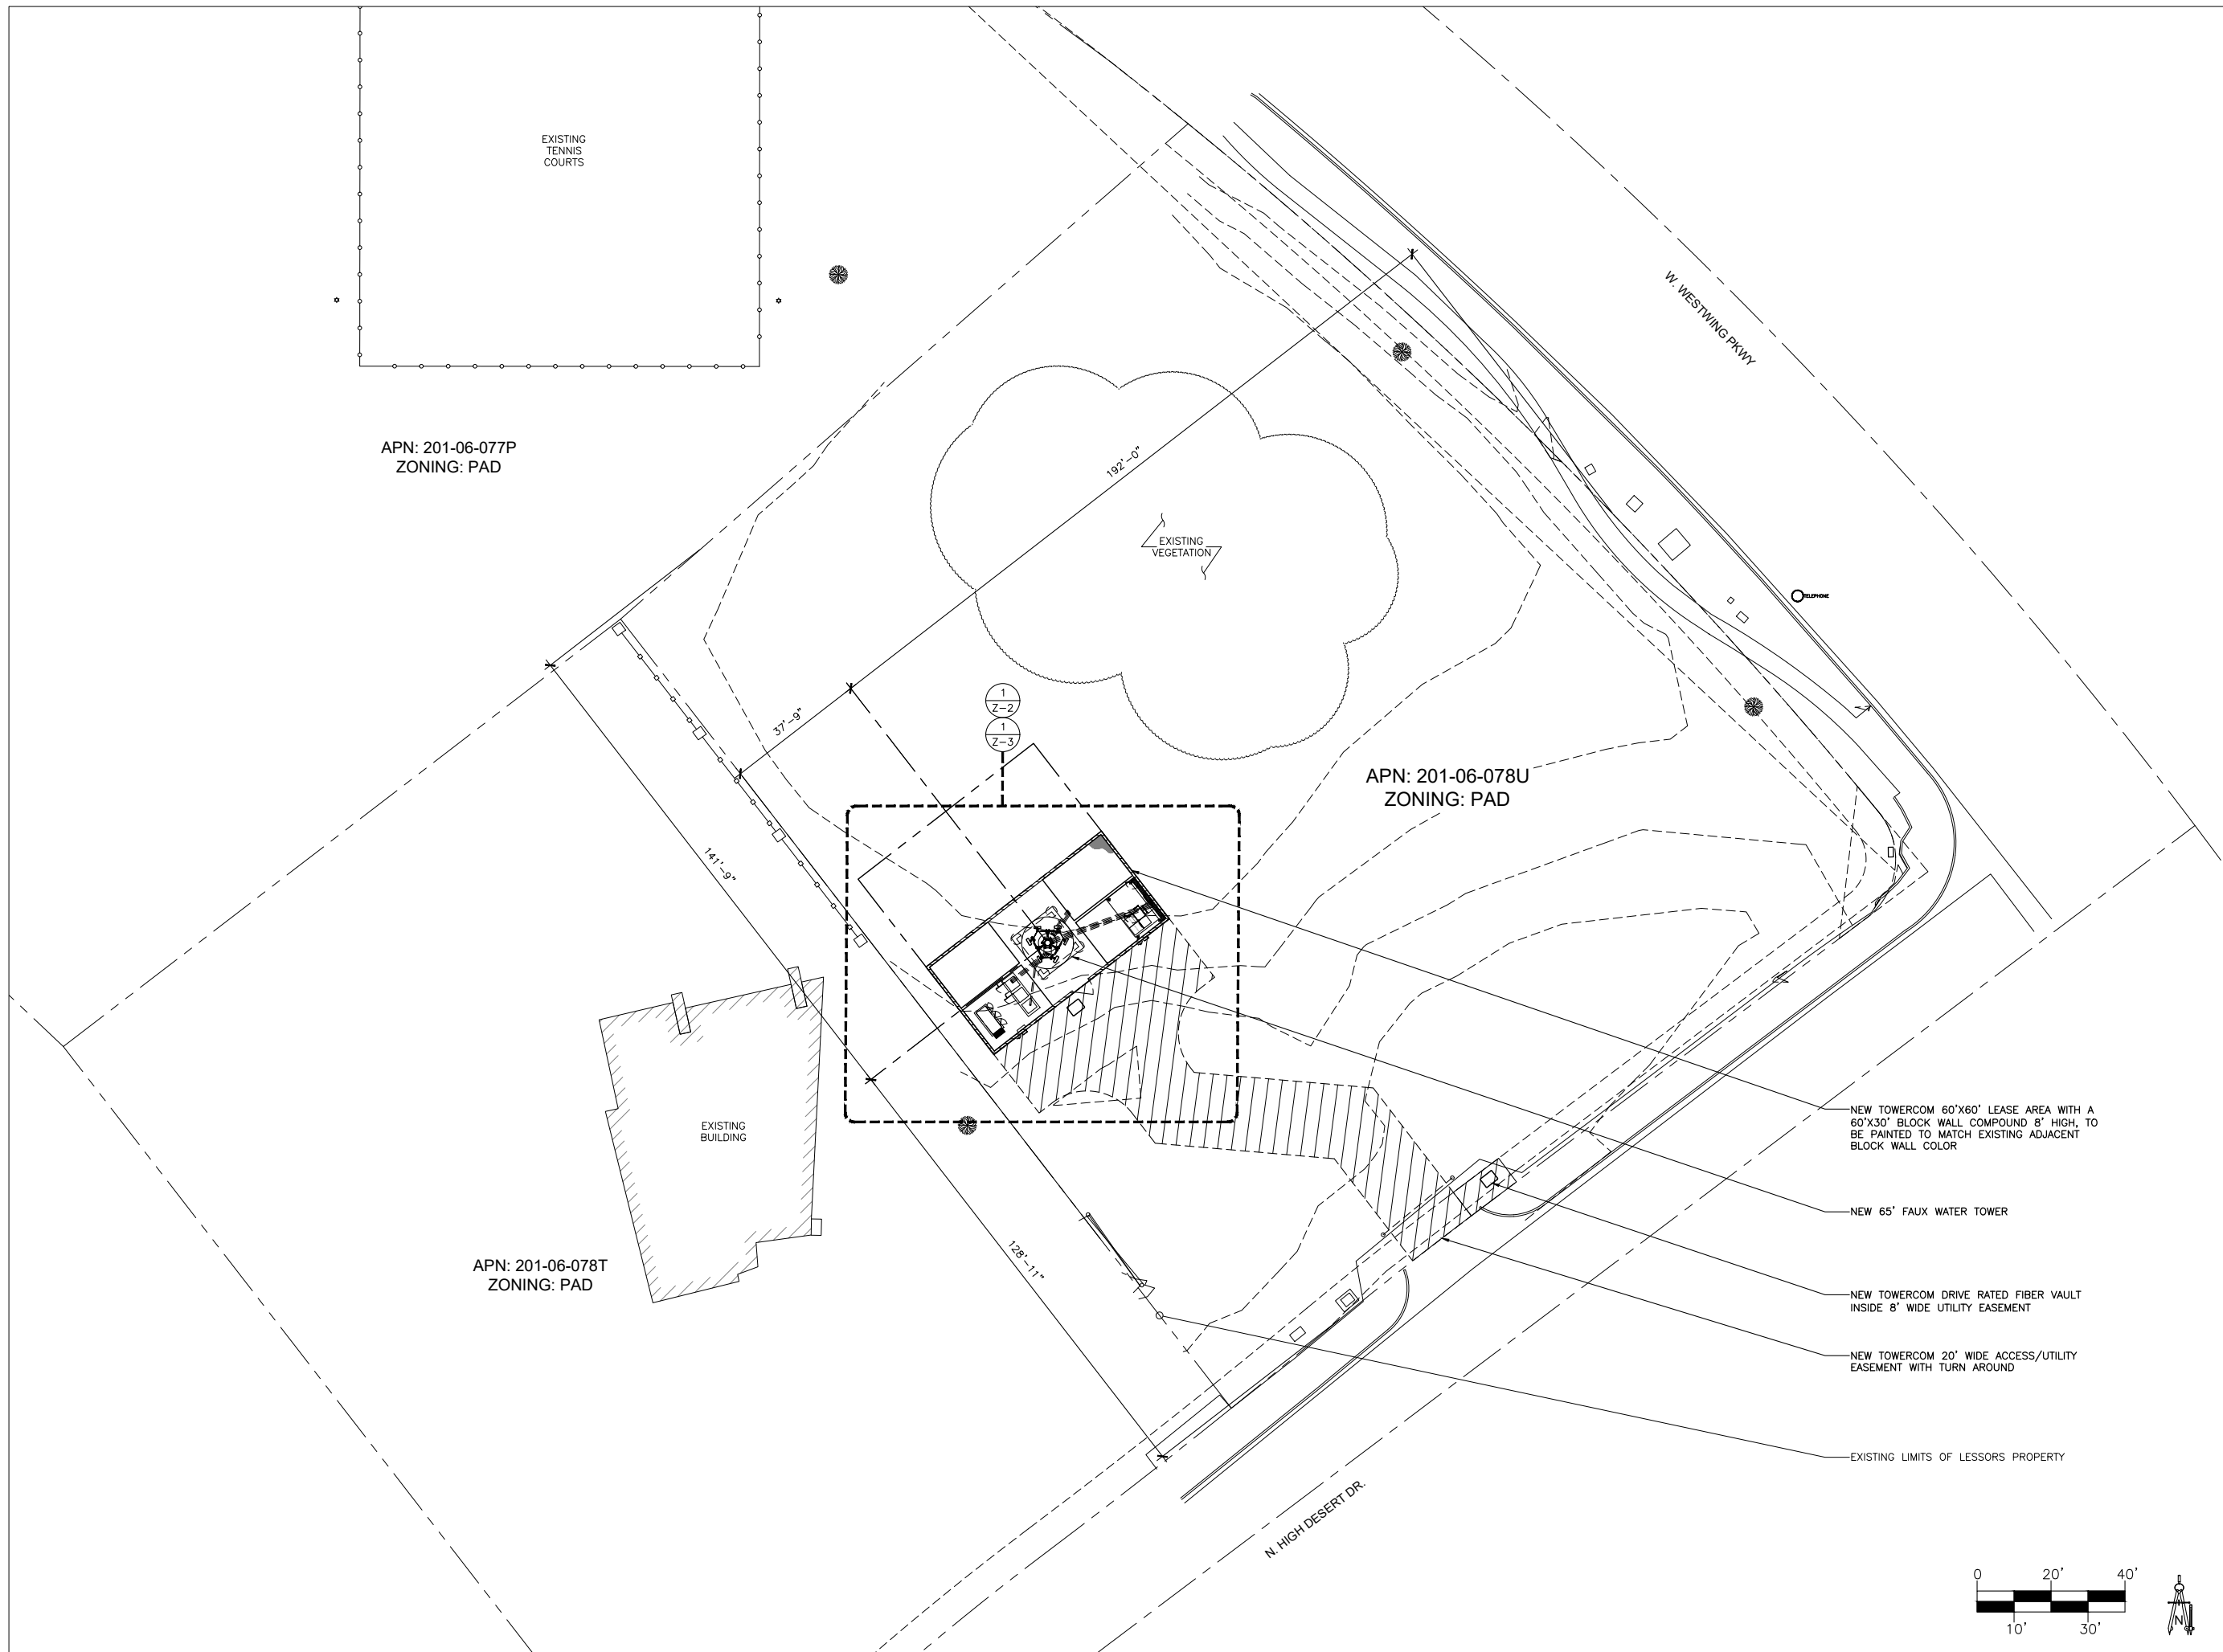 EXISTING
TENNIS
COURTS
W. WESTWING PKWY
APN: 201-06-077P
ZONING: PAD
192'-0"
EXISTING
VEGETATION
TELEPHONE
1
Z-2
1
Z-3
37'-9"
APN: 201-06-078U
ZONING: PAD
141'-9"
EXISTING
BUILDING
NEW TOWERCOM 60'X60' LEASE AREA WITH A
60'X30' BLOCK WALL COMPOUND 8' HIGH, TO
BE PAINTED TO MATCH EXISTING ADJACENT
BLOCK WALL COLOR
NEW 65' FAUX WATER TOWER
128'-11"
APN: 201-06-078T
ZONING: PAD
NEW TOWERCOM DRIVE RATED FIBER VAULT
INSIDE 8' WIDE UTILITY EASEMENT
NEW TOWERCOM 20' WIDE ACCESS/UTILITY
EASEMENT WITH TURN AROUND
EXISTING LIMITS OF LESSORS PROPERTY
N. HIGH DESERT DR.
0 20' 40'
10' 30'
N